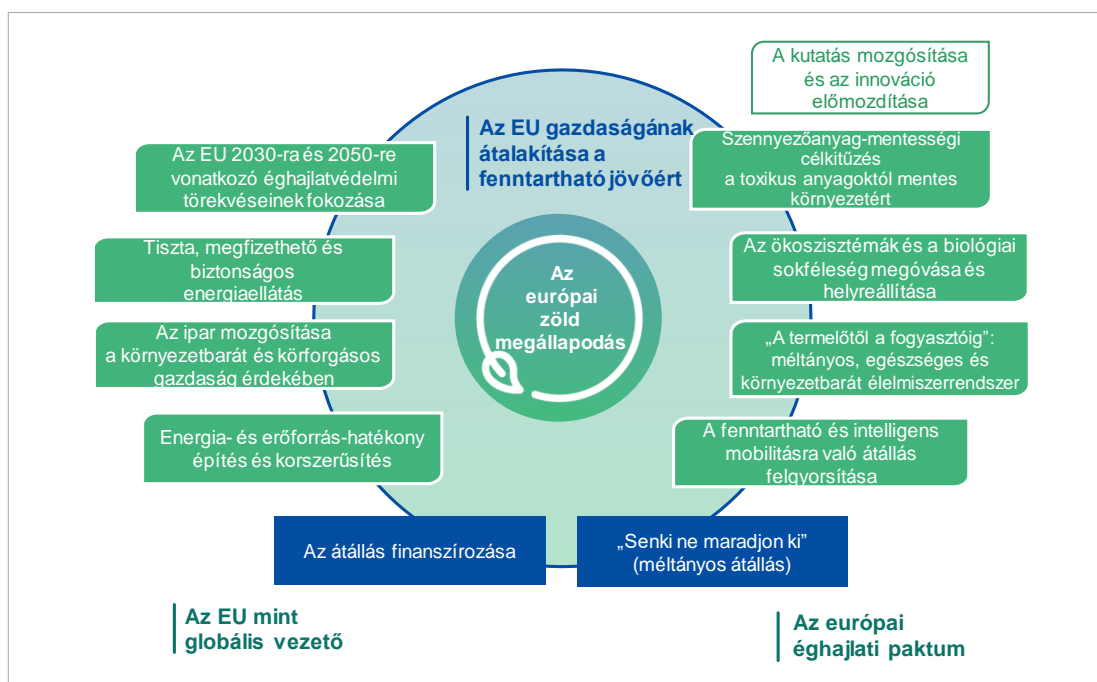 A kutatás mozgósítása
és az innováció
előmozdítása
Az EU gazdaságának
átalakítása a
fenntartható jövőért
Az EU 2030-ra és 2050-re
vonatkozó éghajlatvédelmi
törekvéseinek fokozása
Szennyezőanyag-mentességi
célkitűzés
a toxikus anyagoktól mentes
környezetért
Tiszta, megfizethető és
biztonságos
energiaellátás
Az ökoszisztémák és a biológiai
sokféleség megóvása és
helyreállítása
Az
európai
zöld
megállapodás
Az ipar mozgósítása
a környezetbarát és körforgásos
gazdaság érdekében
„A termelőtől a fogyasztóig”:
méltányos, egészséges és
környezetbarát élelmiszerrendszer
Energia- és erőforrás-hatékony
építés és korszerűsítés
A fenntartható és intelligens
mobilitásra való átállás
felgyorsítása
Az átállás finanszírozása
„Senki ne maradjon ki”
(méltányos átállás)
Az EU mint
globális vezető
Az európai
éghajlati paktum